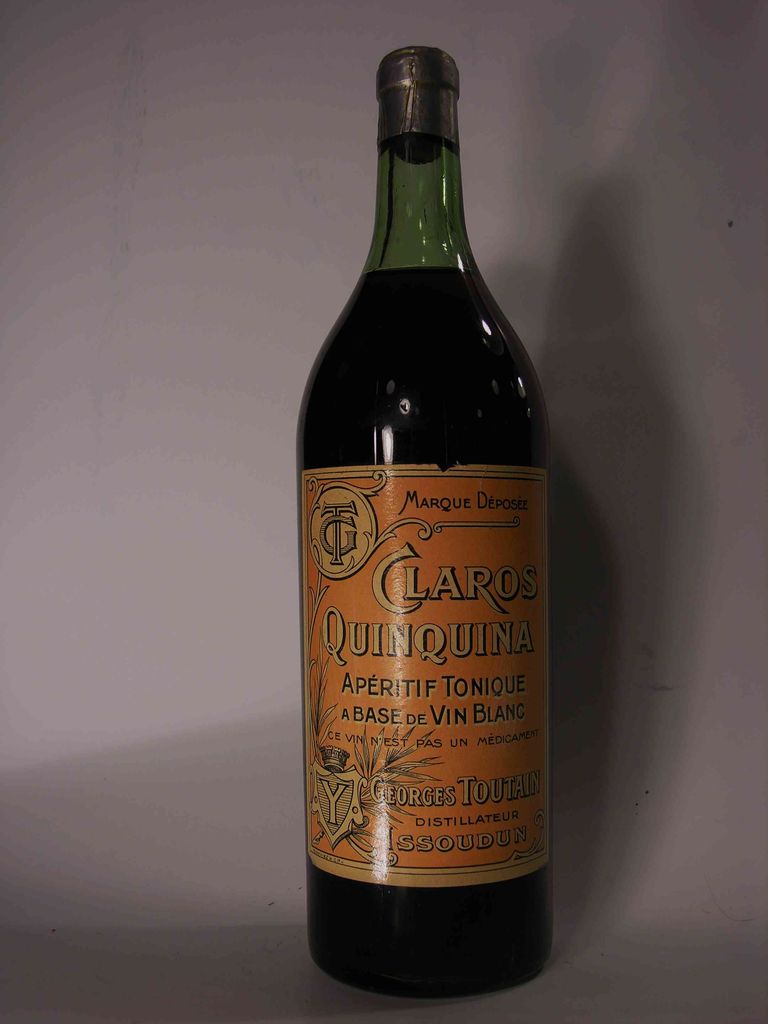 MARQUE DÉPOSÉE
GT
CLAROS
QUINQUINA
APÉRITIF TONIQUE
A BASE DE VIN BLANC
CE VIN N'EST PAS UN MÉDICAMENT
Y
GEORGES TOUTAIN
DISTILLATEUR
ISSOUDUN